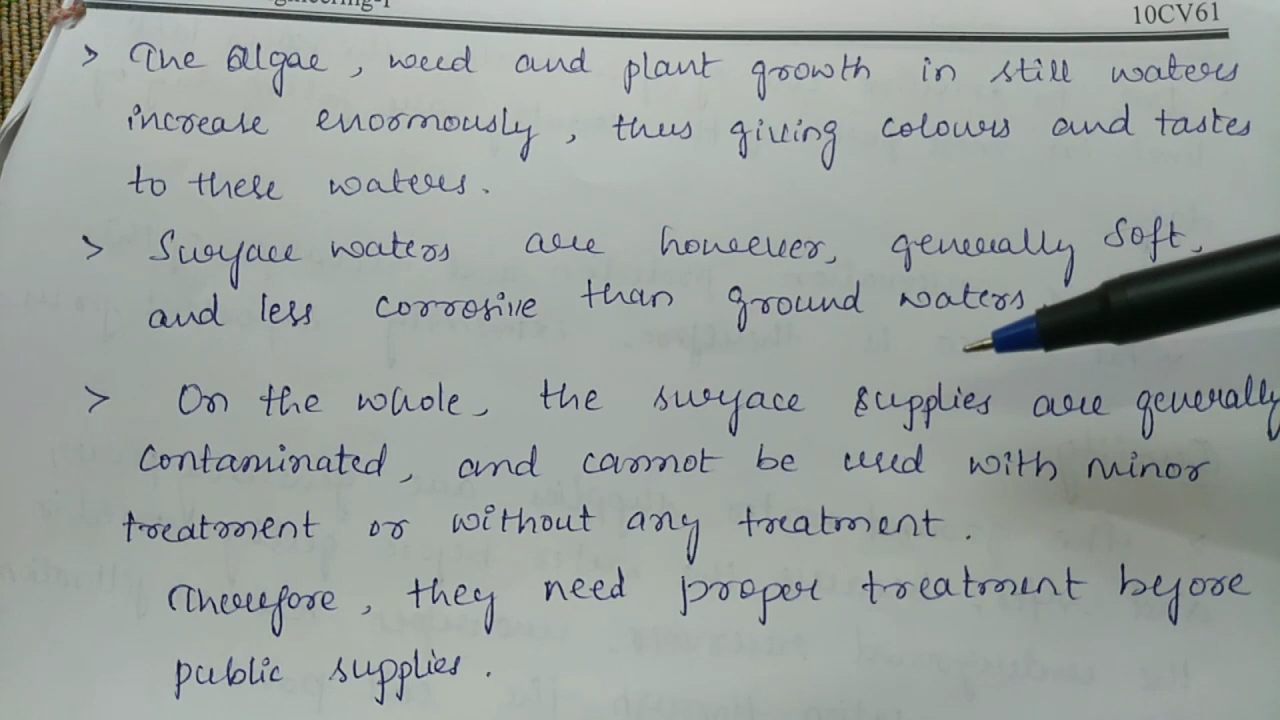 10CV61
> The algae, weed and plant growth in still waters
increase enormously, thus giving colours and tastes
to these waters.
> Surface waters are however, generally soft,
and less corrosive than ground waters
> On the whole, the surface supplies are generally
contaminated, and cannot be used with minor
treatment or without any treatment.
Therefore, they need proper treatment before
public supplies.